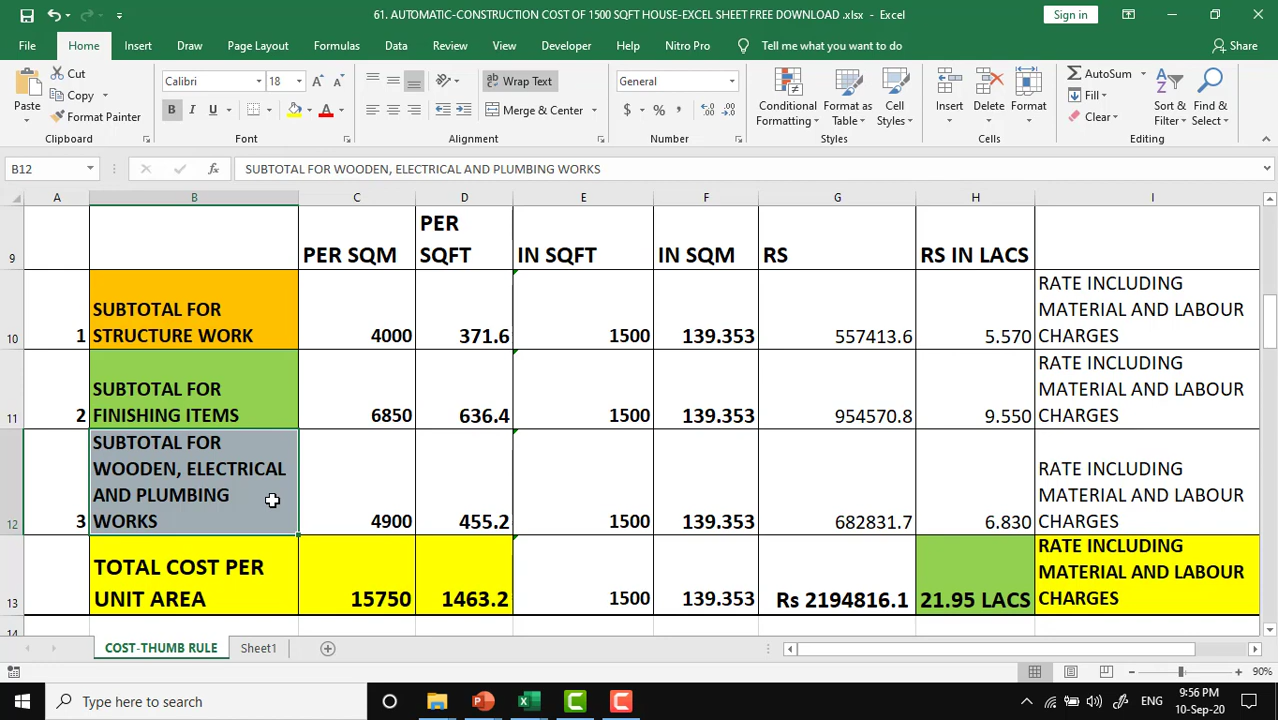 61. AUTOMATIC-CONSTRUCTION COST OF 1500 SQFT HOUSE-EXCEL SHEET FREE DOWNLOAD .xlsx - Excel
Sign in
File Home Insert Draw Page Layout Formulas Data Review View Developer Help Nitro Pro Tell me what you want to do Share
Paste
Cut
Copy
Format Painter
Clipboard
Calibri 18
B I U
Font
Wrap Text
Merge & Center
Alignment
General
$ % ,
Number
Conditional Formatting
Format as Table
Cell Styles
Styles
Insert Delete Format
Cells
AutoSum
Fill
Clear
Sort & Filter
Find & Select
Editing
B12 fx SUBTOTAL FOR WOODEN, ELECTRICAL AND PLUMBING WORKS
A B C D E F G H I
9 PER SQM PER SQFT IN SQFT IN SQM RS RS IN LACS
10 1 SUBTOTAL FOR STRUCTURE WORK 4000 371.6 1500 139.353 557413.6 5.570 RATE INCLUDING MATERIAL AND LABOUR CHARGES
11 2 SUBTOTAL FOR FINISHING ITEMS 6850 636.4 1500 139.353 954570.8 9.550 RATE INCLUDING MATERIAL AND LABOUR CHARGES
12 3 SUBTOTAL FOR WOODEN, ELECTRICAL AND PLUMBING WORKS 4900 455.2 1500 139.353 682831.7 6.830 RATE INCLUDING MATERIAL AND LABOUR CHARGES
13 TOTAL COST PER UNIT AREA 15750 1463.2 1500 139.353 Rs 2194816.1 21.95 LACS RATE INCLUDING MATERIAL AND LABOUR CHARGES
14
COST-THUMB RULE Sheet1
90%
Type here to search
ENG
9:56 PM
10-Sep-20